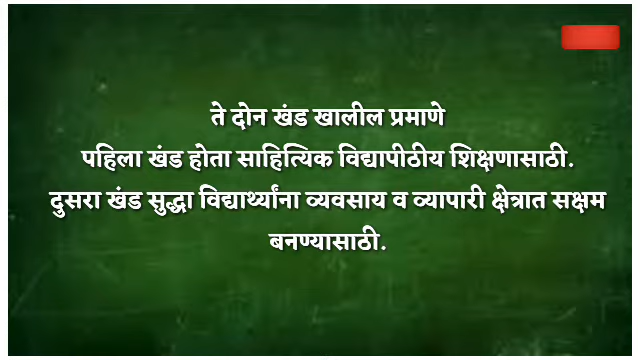 ते दोन खंड खालील प्रमाणे
पहिला खंड होता साहित्यिक विद्यापीठीय शिक्षणासाठी.
दुसरा खंड सुद्धा विद्यार्थ्यांना व्यवसाय व व्यापारी क्षेत्रात सक्षम
बनण्यासाठी.